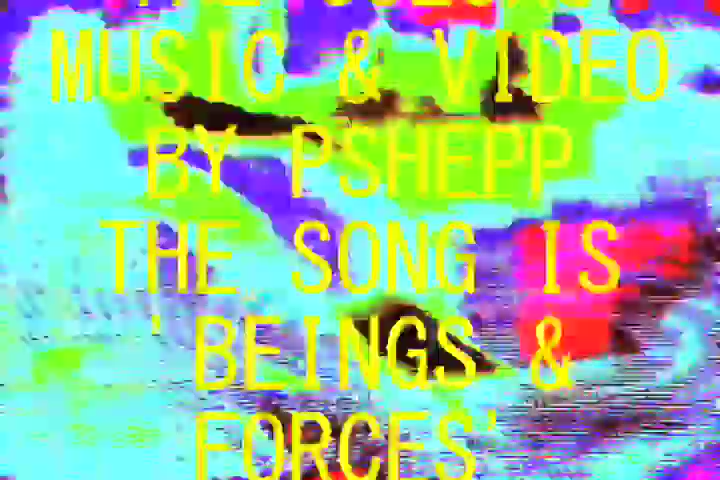 MUSIC & VIDEO
BY PSHEPP
THE SONG IS
'BEINGS &
FORCES'